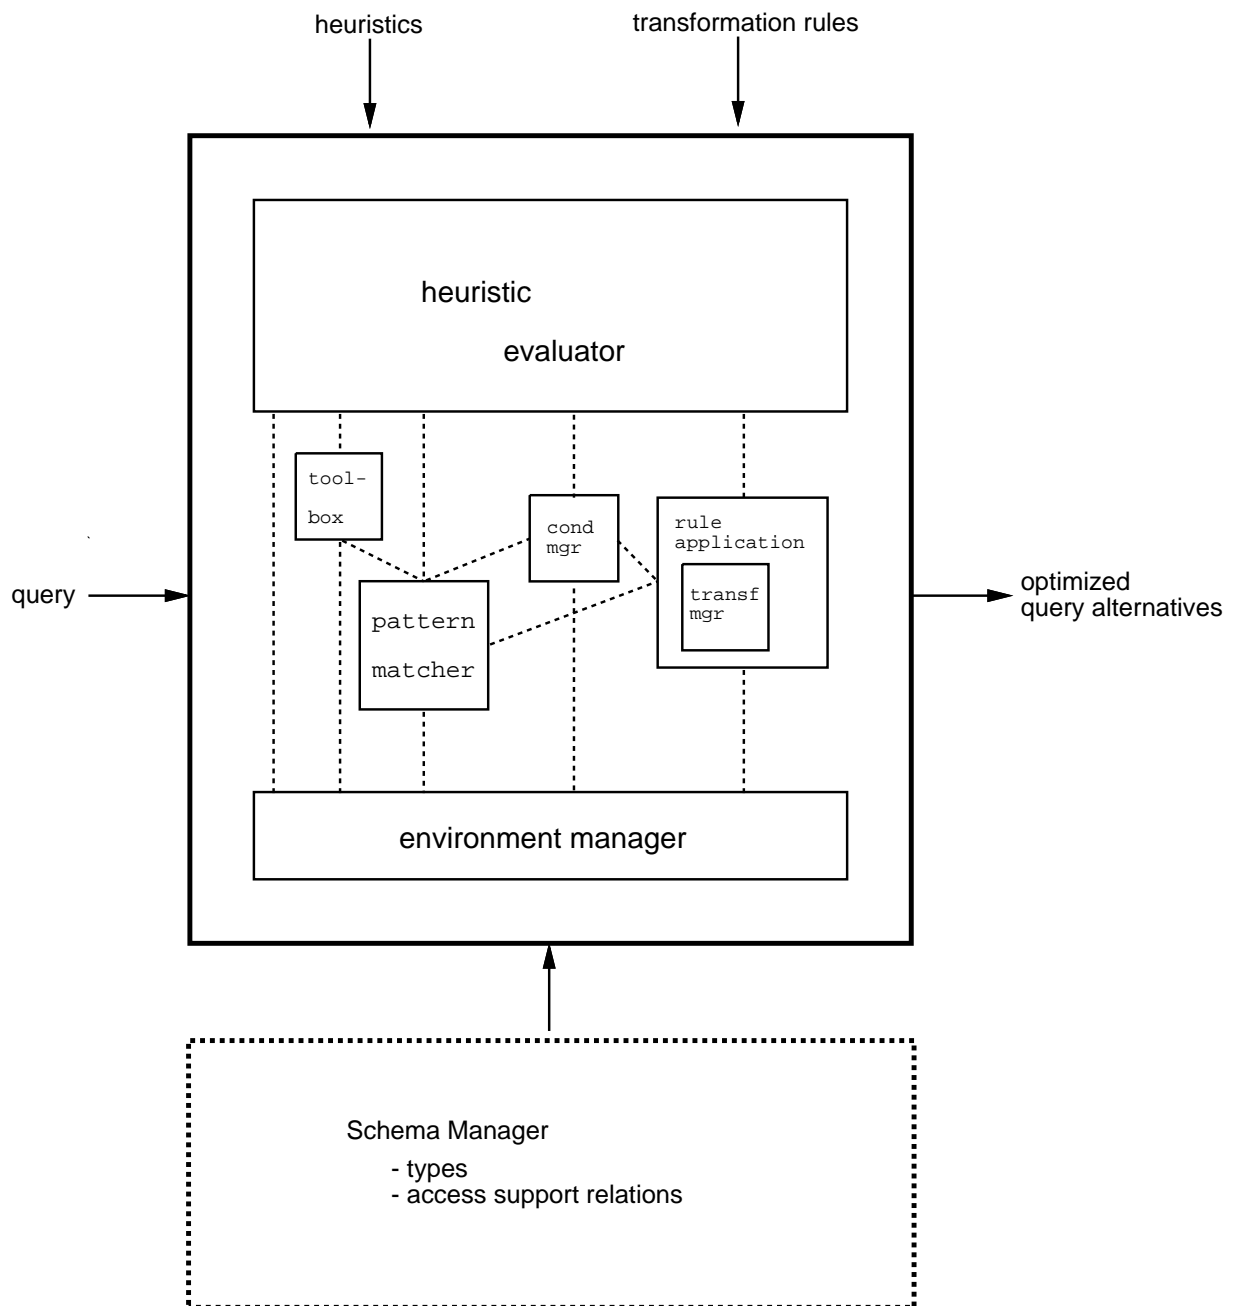 heuristics
transformation rules
heuristic
evaluator
tool-
box
cond
mgr
rule
application
transf
mgr
pattern
matcher
query
optimized
query alternatives
environment manager
Schema Manager
- types
- access support relations